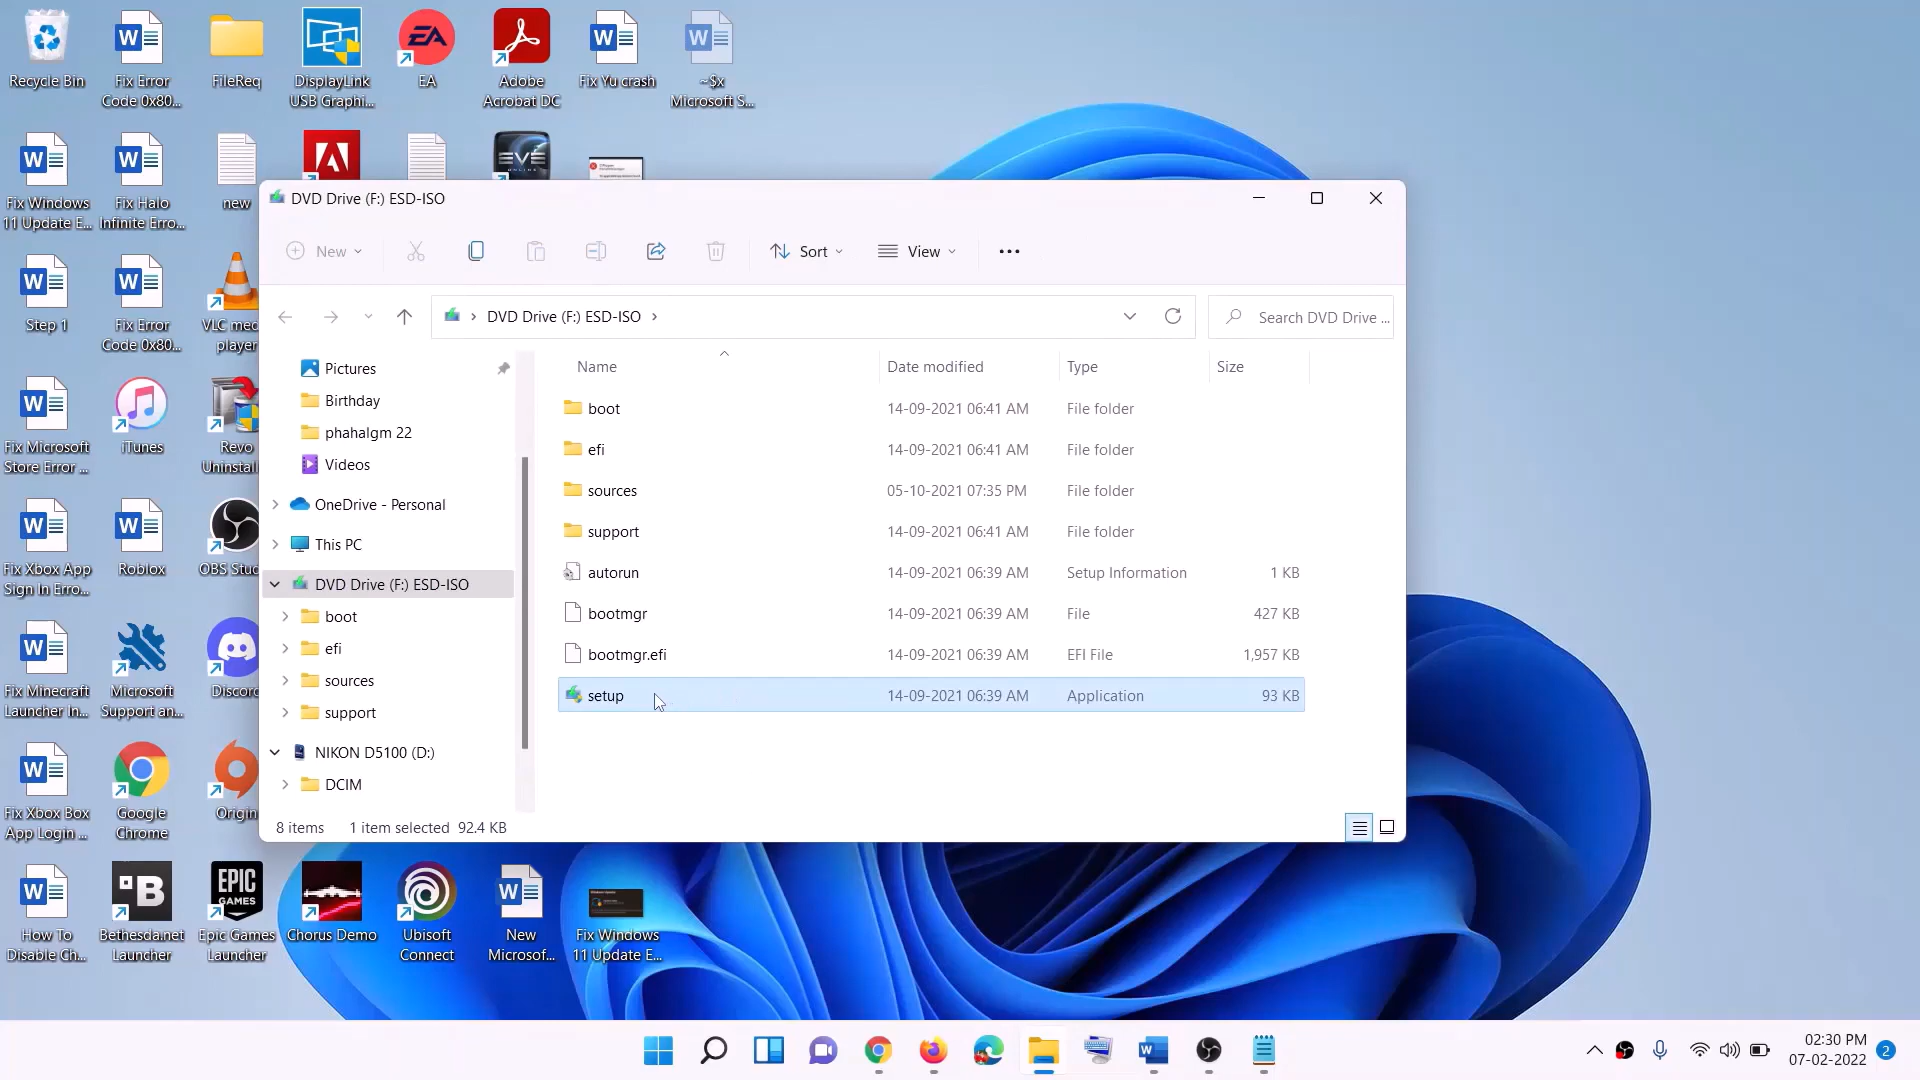 Recycle Bin
Fix Error
Code 0x80...
FileReq
DisplayLink
USB Graphi...
EA
Adobe
Acrobat DC
Fix Yu crash
~$x
Microsoft S...
Fix Windows
11 Update E...
Fix Halo
Infinite Erro...
new
EVE
ONLINE
Step 1
Fix Error
Code 0x80...
VLC med
player
Fix Microsoft
Store Error ...
iTunes
Revo
Uninstall
Fix Xbox App
Sign In Erro...
Roblox
OBS Stud
Fix Minecraft
Launcher In...
Microsoft
Support an...
Discord
Fix Xbox Box
App Login ...
Google
Chrome
Origin
How To
Disable Ch...
Bethesda.net
Launcher
EPIC
GAMES
Epic Games
Launcher
Chorus Demo
Ubisoft
Connect
New
Microsof...
Fix Windows
11 Update E...
DVD Drive (F:) ESD-ISO
New
Sort
View
DVD Drive (F:) ESD-ISO
Search DVD Drive ...
Pictures
Birthday
phahalgm 22
Videos
OneDrive - Personal
This PC
DVD Drive (F:) ESD-ISO
boot
efi
sources
support
NIKON D5100 (D:)
DCIM
Name Date modified Type Size
boot 14-09-2021 06:41 AM File folder
efi 14-09-2021 06:41 AM File folder
sources 05-10-2021 07:35 PM File folder
support 14-09-2021 06:41 AM File folder
autorun 14-09-2021 06:39 AM Setup Information 1 KB
bootmgr 14-09-2021 06:39 AM File 427 KB
bootmgr.efi 14-09-2021 06:39 AM EFI File 1,957 KB
setup 14-09-2021 06:39 AM Application 93 KB
8 items 1 item selected 92.4 KB
02:30 PM
07-02-2022
2